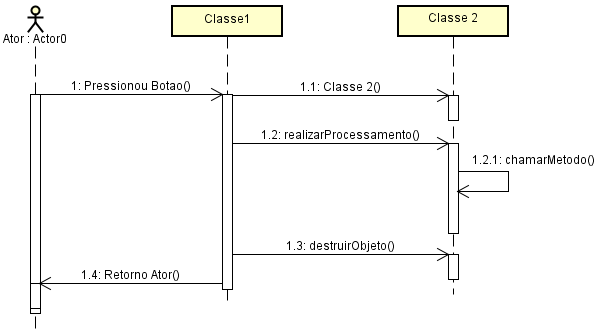 Classe1
Classe 2
Ator : Actor0
1: Pressionou Botao()
1.1: Classe 2()
1.2: realizarProcessamento()
1.2.1: chamarMetodo()
1.3: destruirObjeto()
1.4: Retorno Ator()